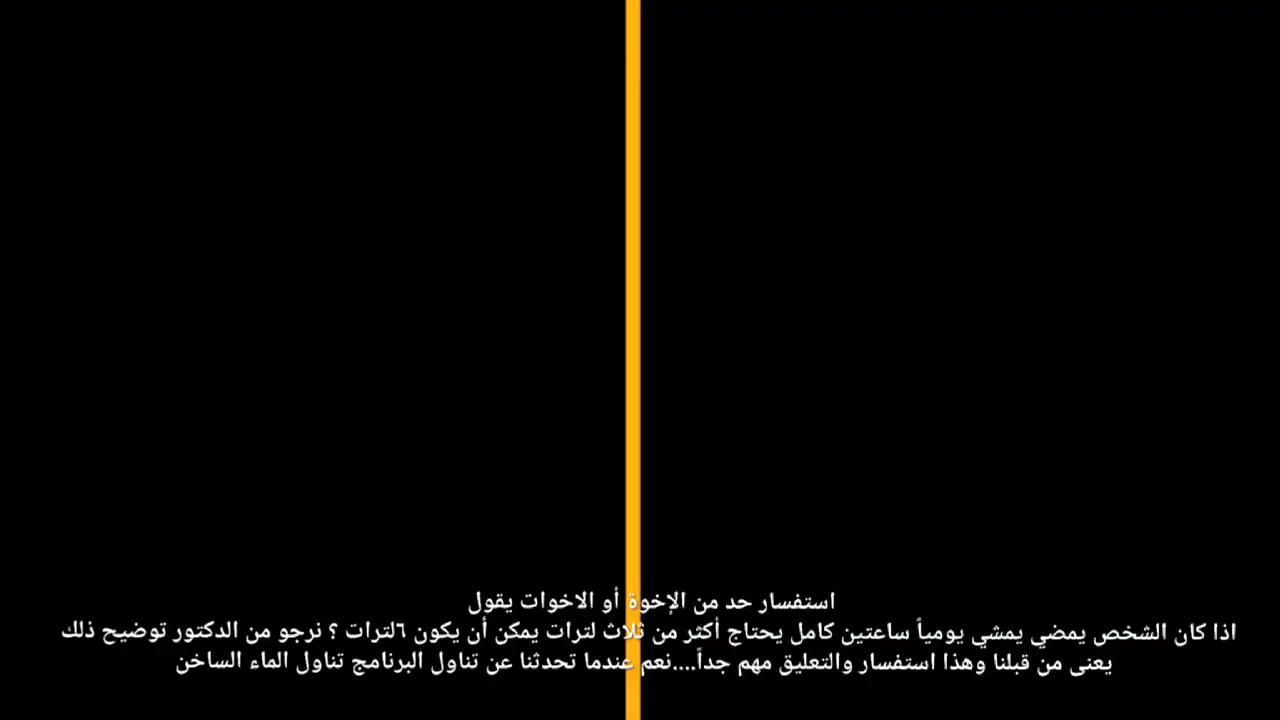 استفسار حد من الإخوة أو الاخوات يقول
اذا كان الشخص يمضي يمشي يومياً ساعتين كامل يحتاج أكثر من ثلاث لترات يمكن أن يكون ٦لترات ؟ نرجو من الدكتور توضيح ذلك
يعنى من قبلنا وهذا استفسار والتعليق مهم جداً....نعم عندما تحدثنا عن تناول البرنامج تناول الماء الساخن